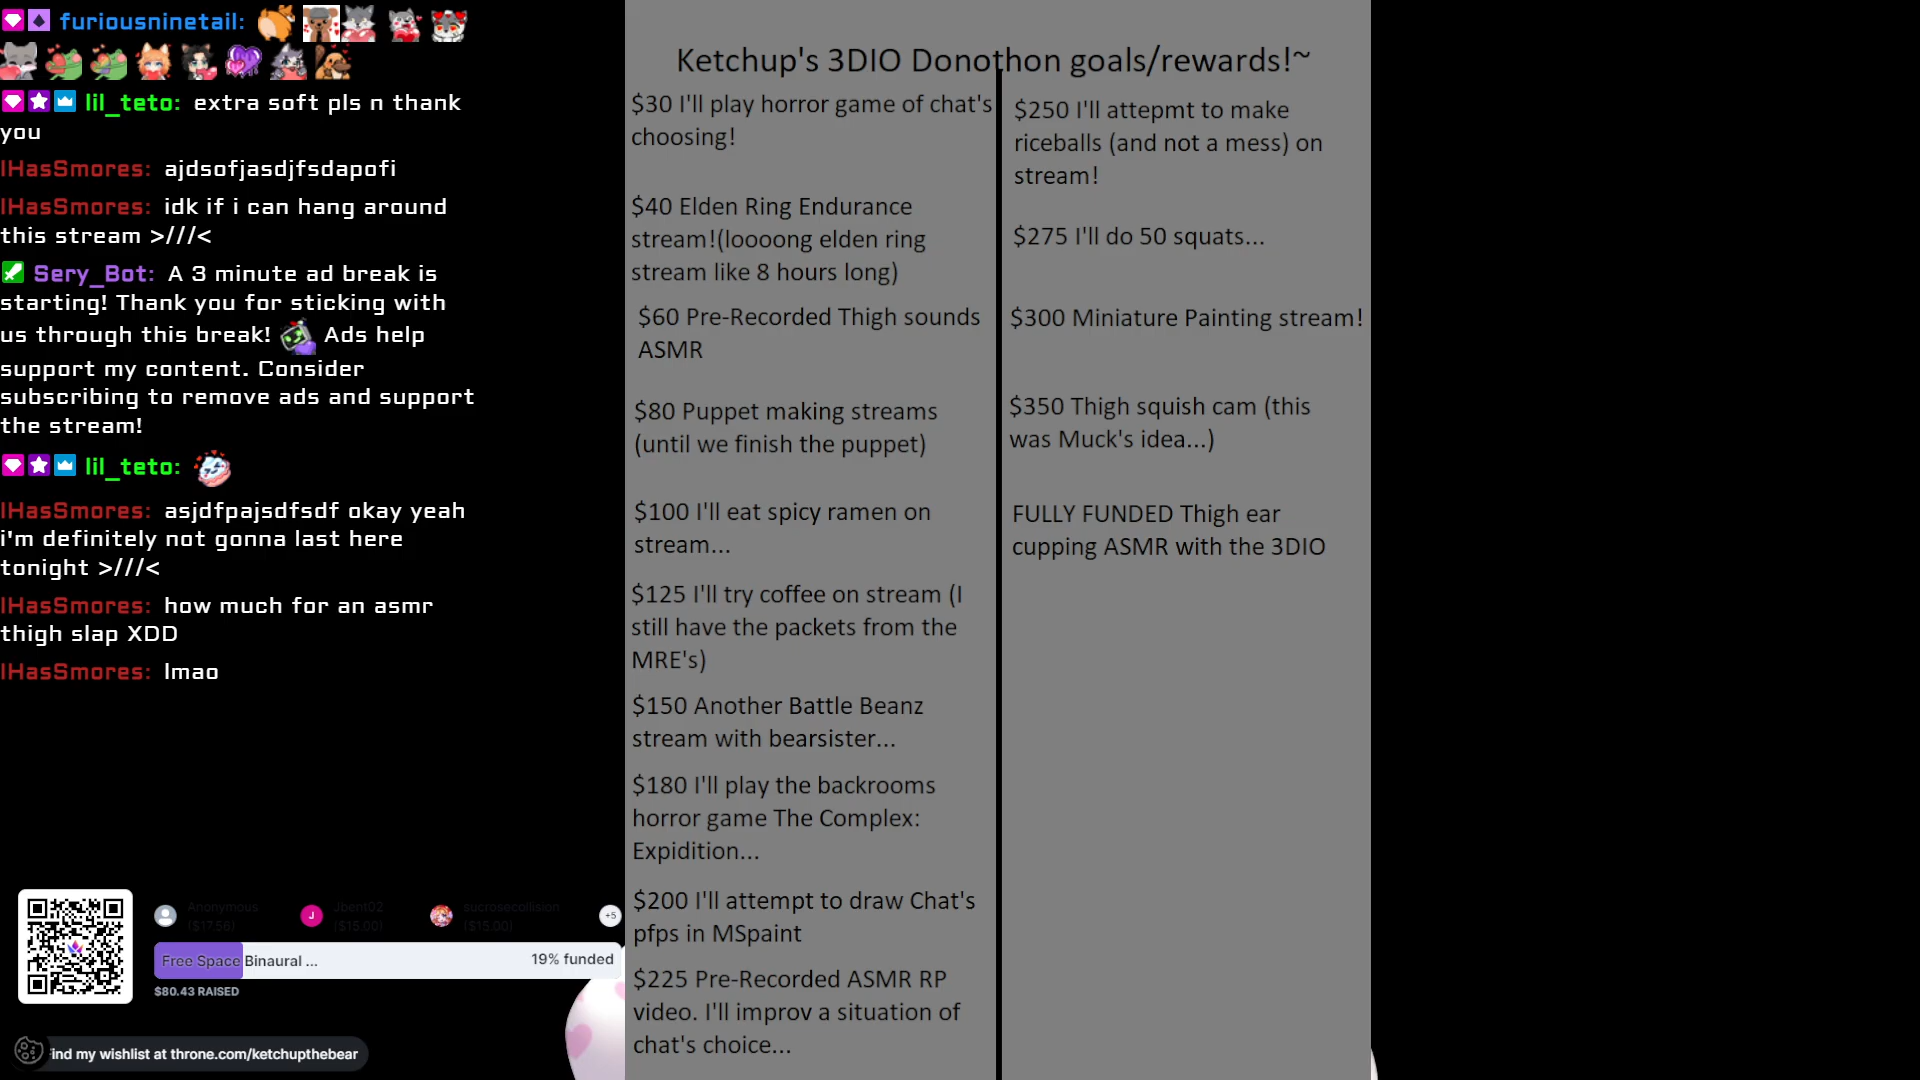 furiousninetail:
lil_teto: extra soft pls n thank
you
IHasSmores: ajdsofjasdjfsdapofi
IHasSmores: idk if i can hang around
this stream >///<
Sery_Bot: A 3 minute ad break is
starting! Thank you for sticking with
us through this break! Ads help
support my content. Consider
subscribing to remove ads and support
the stream!
lil_teto:
IHasSmores: asjdfpajsdfsdf okay yeah
i'm definitely not gonna last here
tonight >///<
IHasSmores: how much for an asmr
thigh slap XDD
IHasSmores: lmao
Anonymous
($17.56)
J
Jbent02
($15.00)
sucrosecollision
($15.00)
+5
Free Space Binaural ...
19% funded
$80.43 RAISED
ind my wishlist at throne.com/ketchupthebear
Ketchup's 3DIO Donothon goals/rewards!~
$30 I'll play horror game of chat's
choosing!
$40 Elden Ring Endurance
stream!(loooong elden ring
stream like 8 hours long)
$60 Pre-Recorded Thigh sounds
ASMR
$80 Puppet making streams
(until we finish the puppet)
$100 I'll eat spicy ramen on
stream...
$125 I'll try coffee on stream (I
still have the packets from the
MRE's)
$150 Another Battle Beanz
stream with bearsister...
$180 I'll play the backrooms
horror game The Complex:
Expidition...
$200 I'll attempt to draw Chat's
pfps in MSpaint
$225 Pre-Recorded ASMR RP
video. I'll improv a situation of
chat's choice...
$250 I'll attepmt to make
riceballs (and not a mess) on
stream!
$275 I'll do 50 squats...
$300 Miniature Painting stream!
$350 Thigh squish cam (this
was Muck's idea...)
FULLY FUNDED Thigh ear
cupping ASMR with the 3DIO